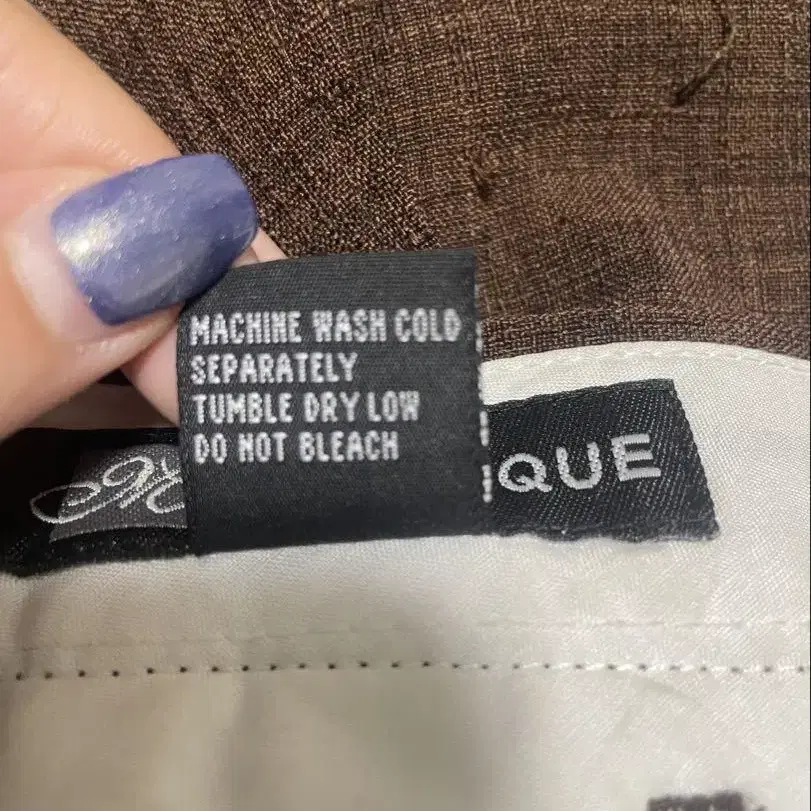 MACHINE WASH COLD
SEPARATELY
TUMBLE DRY LOW
DO NOT BLEACH
QUE